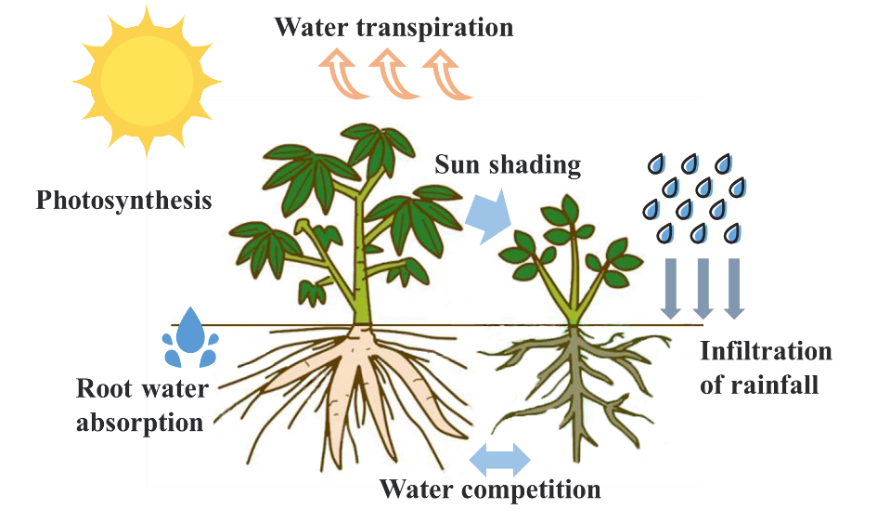 Water transpiration
Sun shading
Photosynthesis
Infiltration
of rainfall
Root water
absorption
Water competition